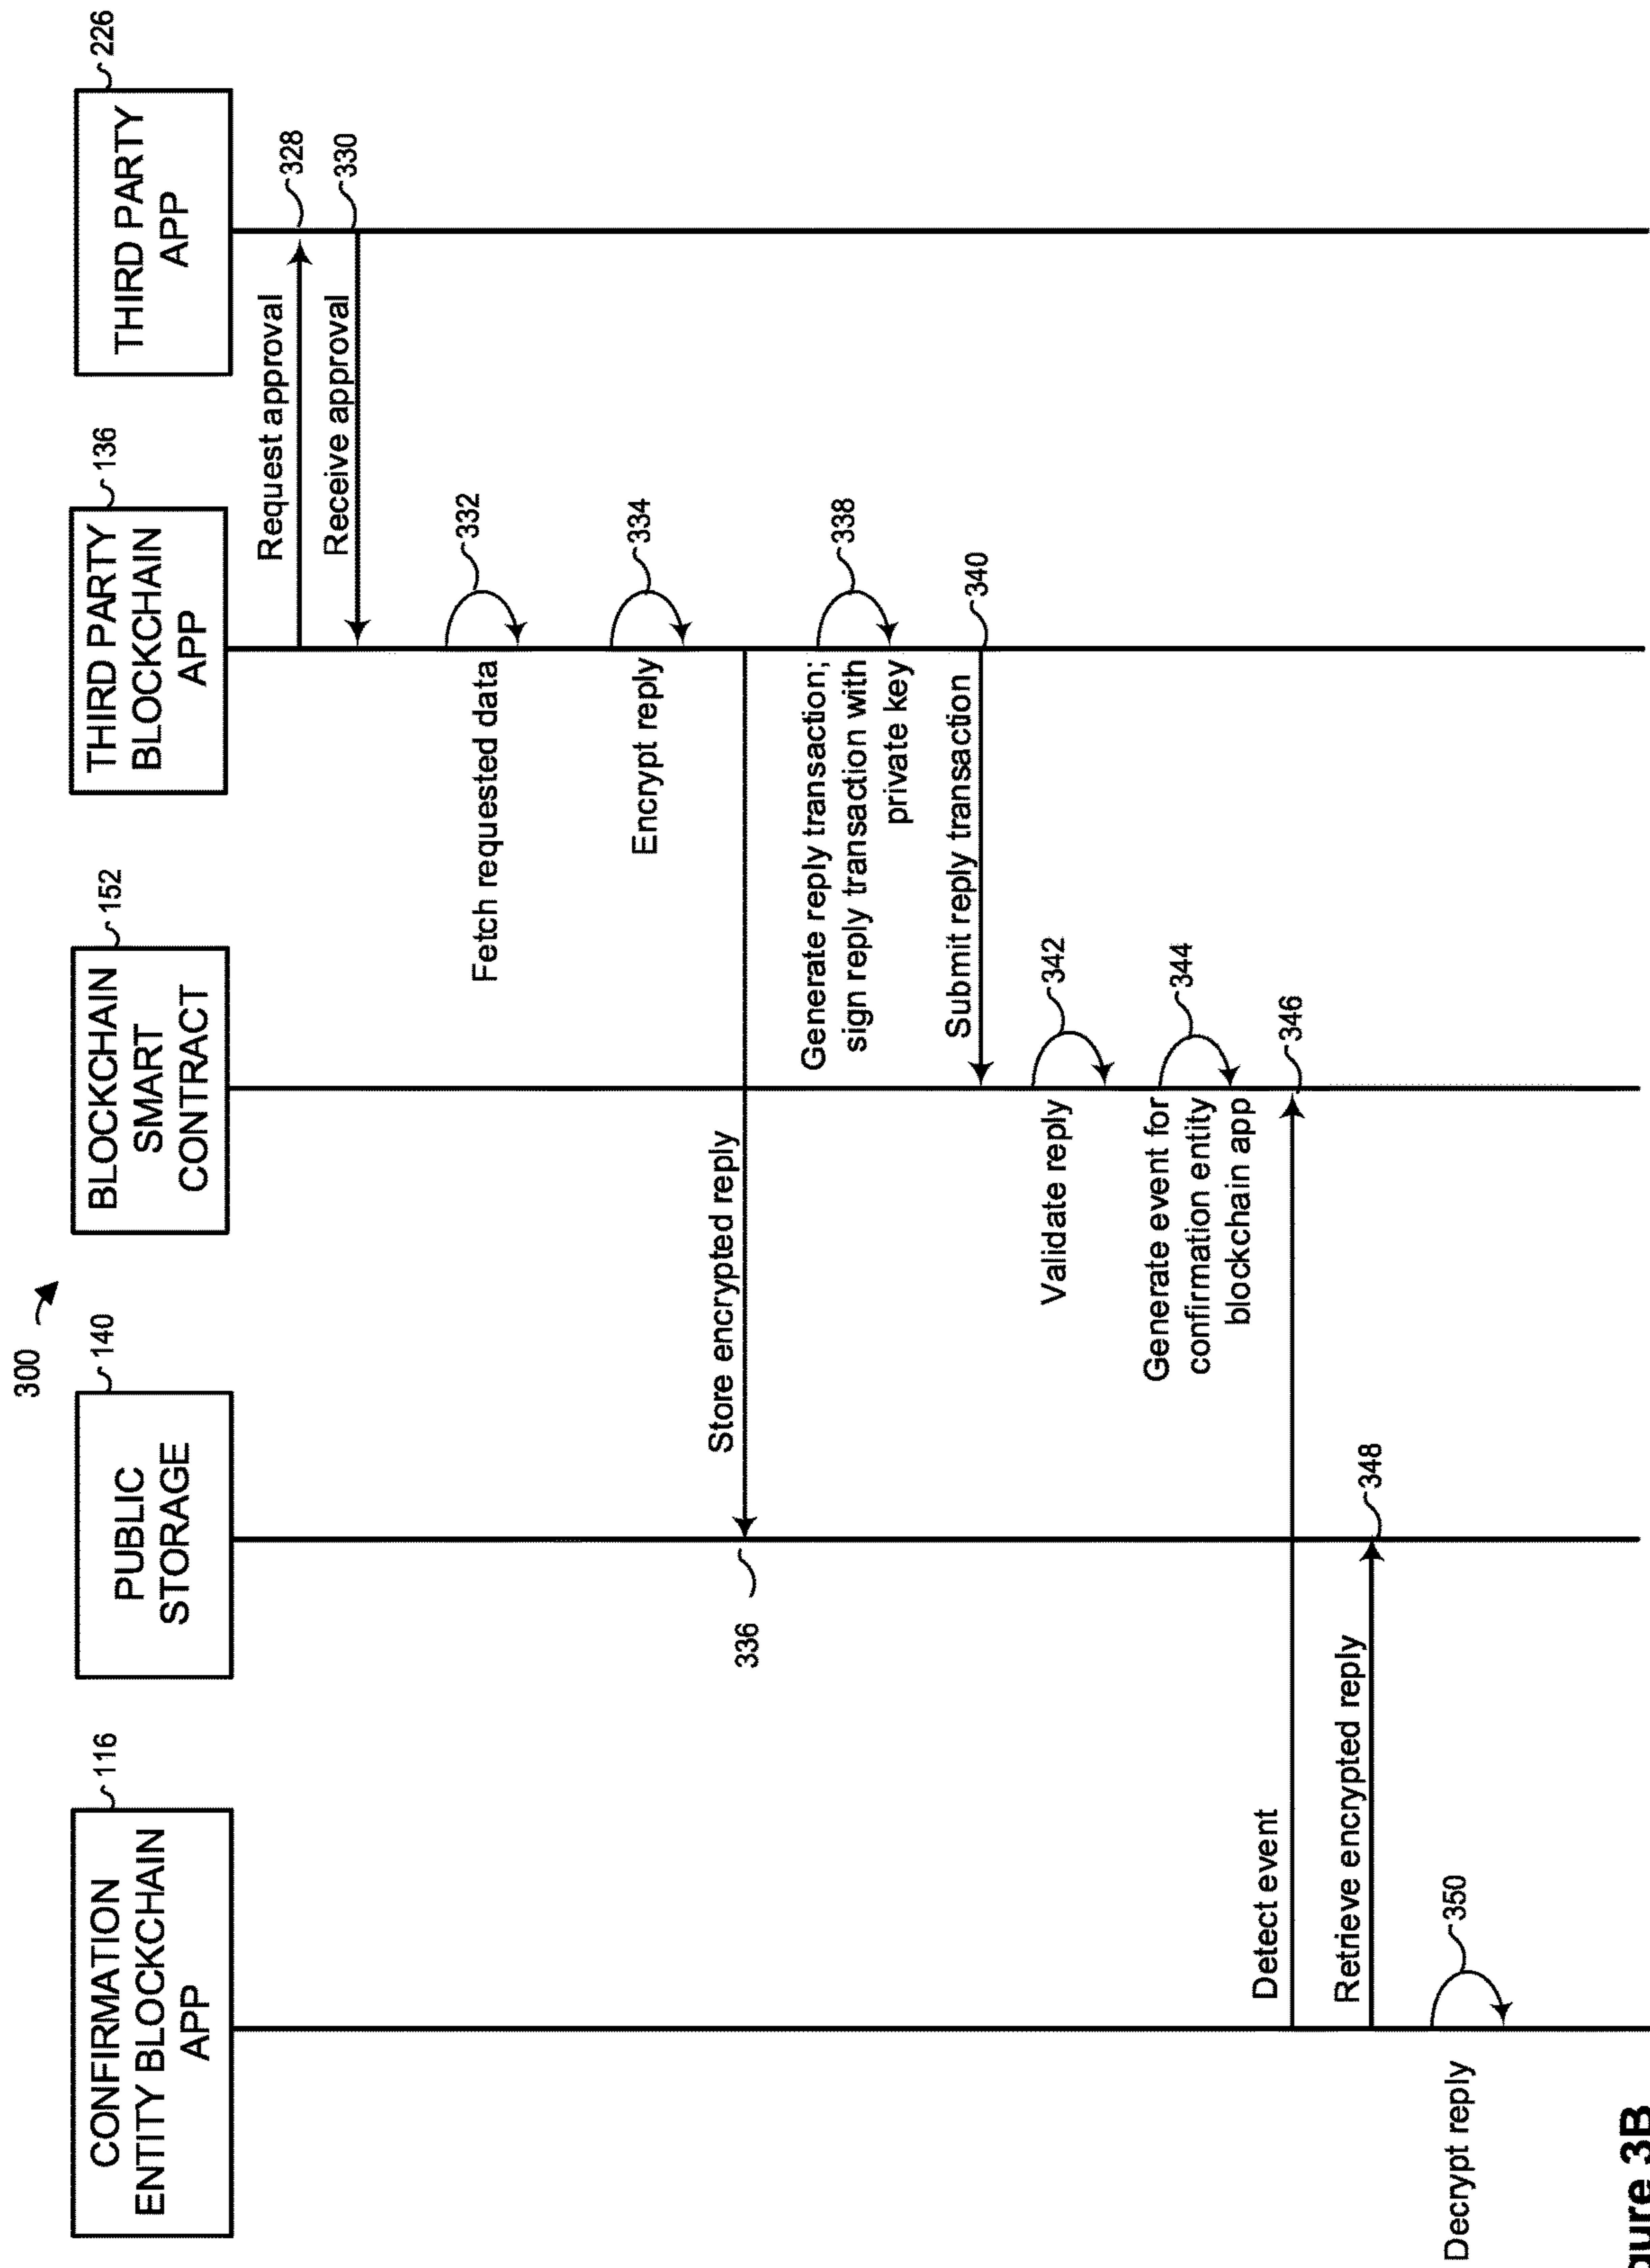 300
CONFIRMATION
ENTITY BLOCKCHAIN
APP
116
PUBLIC
STORAGE
140
BLOCKCHAIN
SMART
CONTRACT
152
THIRD PARTY
BLOCKCHAIN
APP
136
THIRD PARTY
APP
226
Request approval
328
Receive approval
330
Fetch requested data
332
Encrypt reply
334
Store encrypted reply
336
Generate reply transaction;
sign reply transaction with
private key
338
Submit reply transaction
340
Validate reply
342
Generate event for
confirmation entity
blockchain app
344
Detect event
346
Retrieve encrypted reply
348
Decrypt reply
350
3B